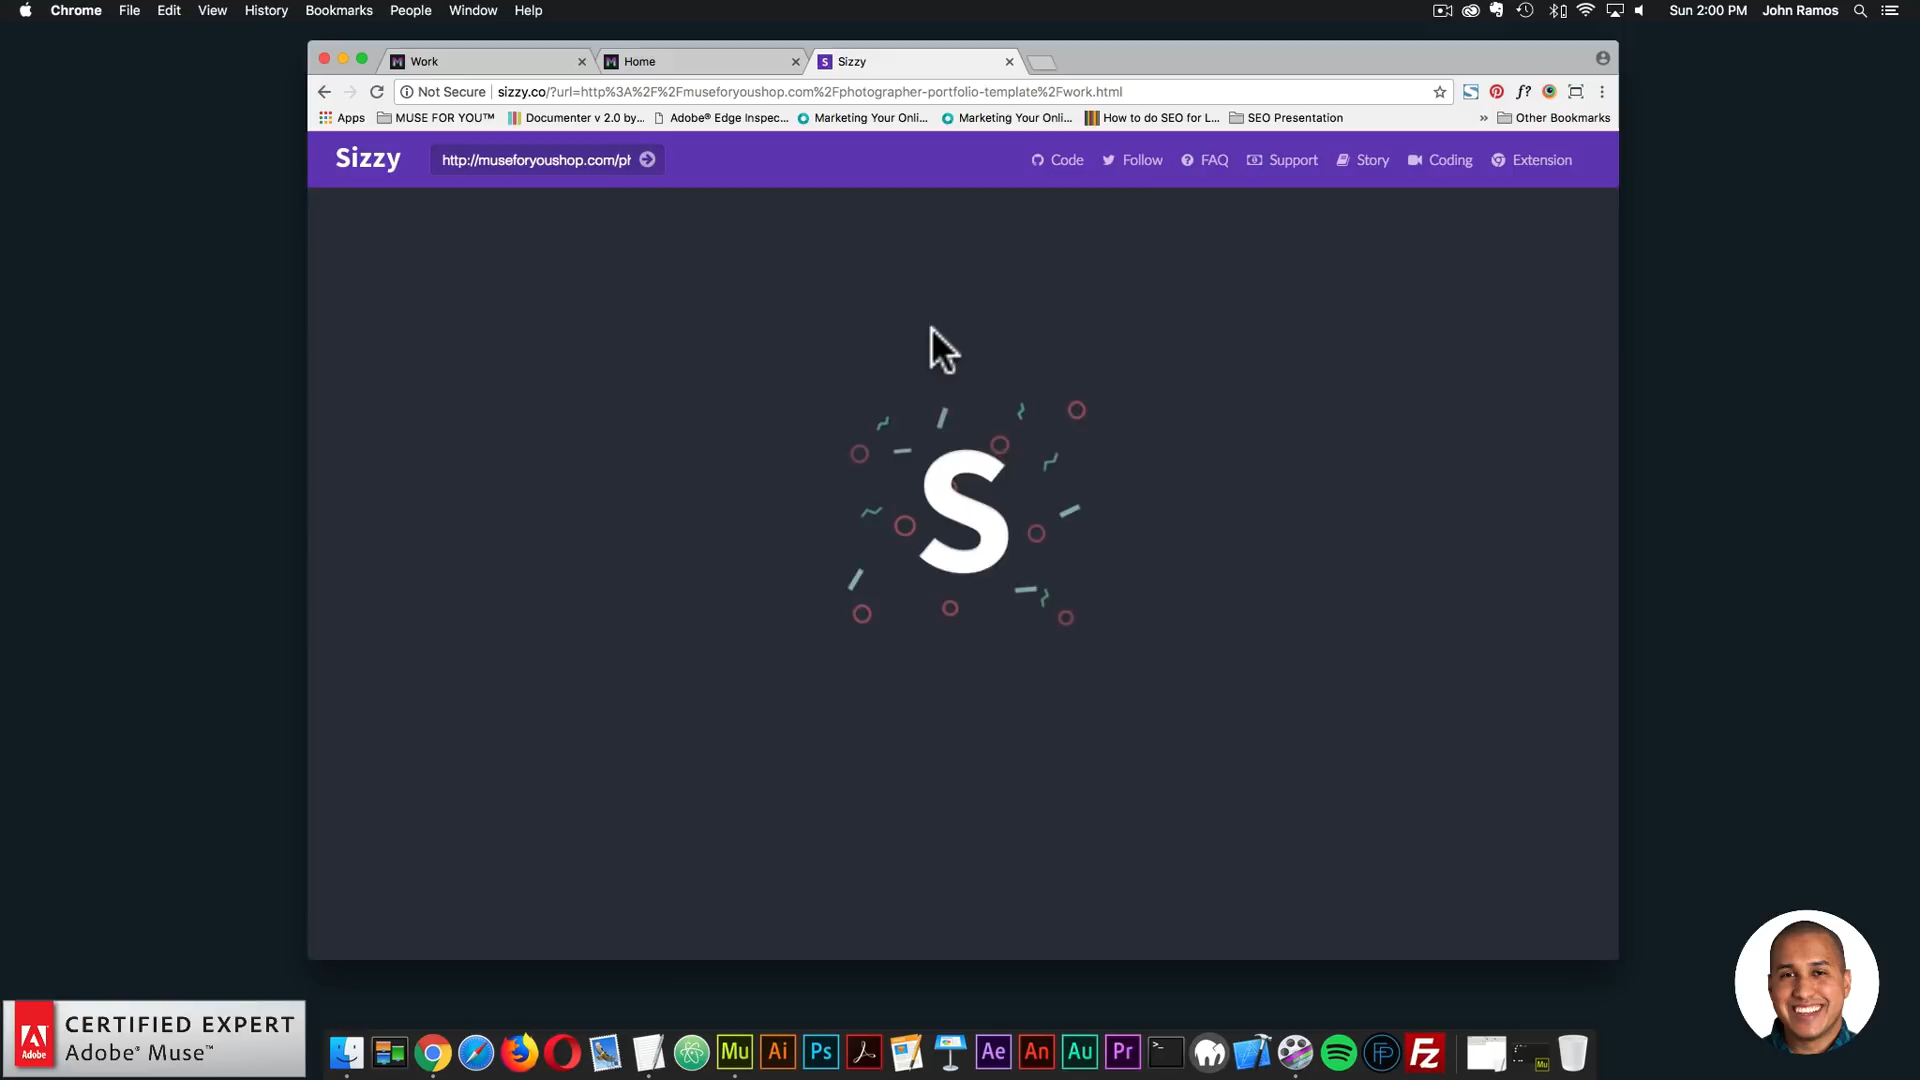 Chrome File Edit View History Bookmarks People Window Help Sun 2:00 PM John Ramos
Work Home S Sizzy
Not Secure sizzy.co/?url=http%3A%2F%2Fmuseforyoushop.com%2Fphotographer-portfolio-template%2Fwork.html f?
Apps MUSE FOR YOU™ Documenter v 2.0 by... Adobe® Edge Inspec... Marketing Your Onli... Marketing Your Onli... How to do SEO for L... SEO Presentation » Other Bookmarks
Sizzy http://museforyoushop.com/pl Code Follow FAQ Support Story Coding Extension
S
CERTIFIED EXPERT
Adobe® Muse™
Adobe
Mu Ai Ps Ae An Au Pr Fz Mu